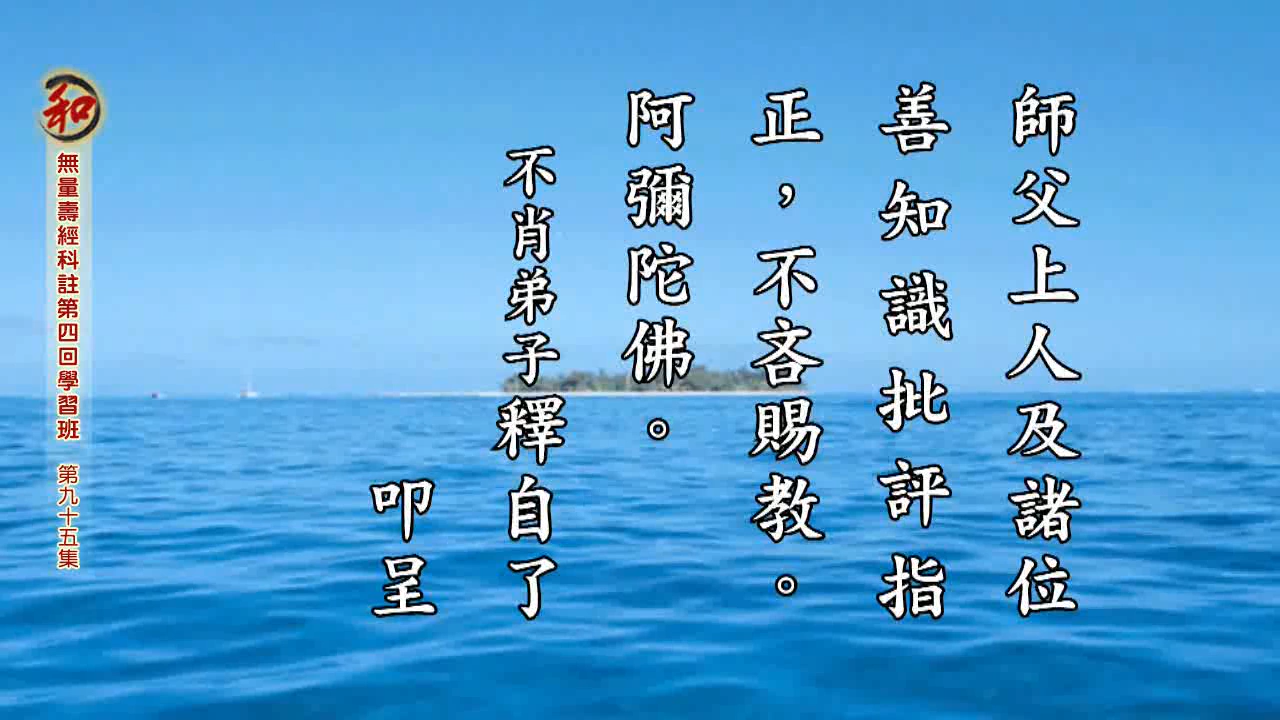 師父上人及諸位
善知識批評指
正，不吝賜教。
阿彌陀佛。
不肖弟子釋自了
叩呈
和
無量壽經科註第四回學習班 第九十五集